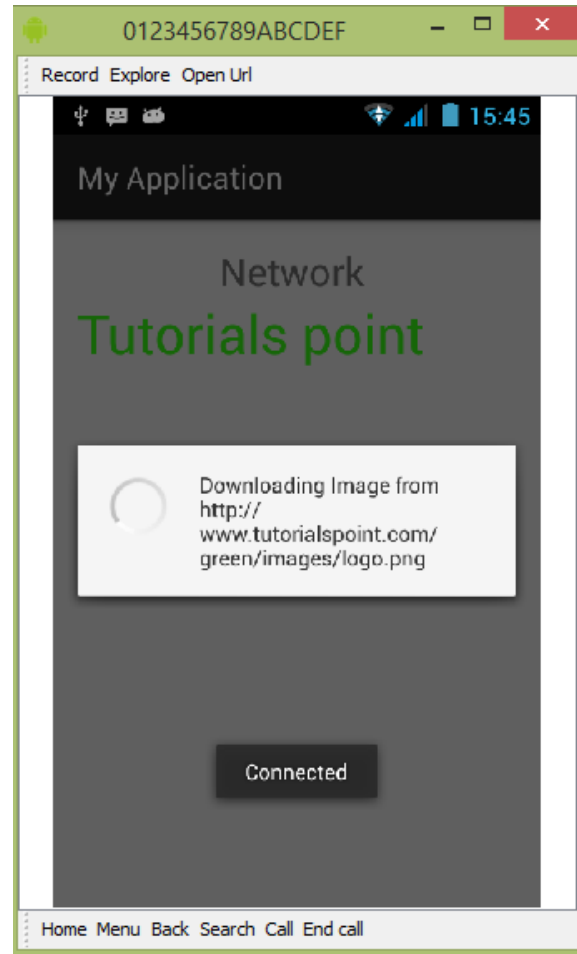 0123456789ABCDEF
Record Explore Open Url
15:45
My Application
Network
Tutorials point
Downloading Image from
http://
www.tutorialspoint.com/
green/images/logo.png
Connected
Home Menu Back Search Call End call